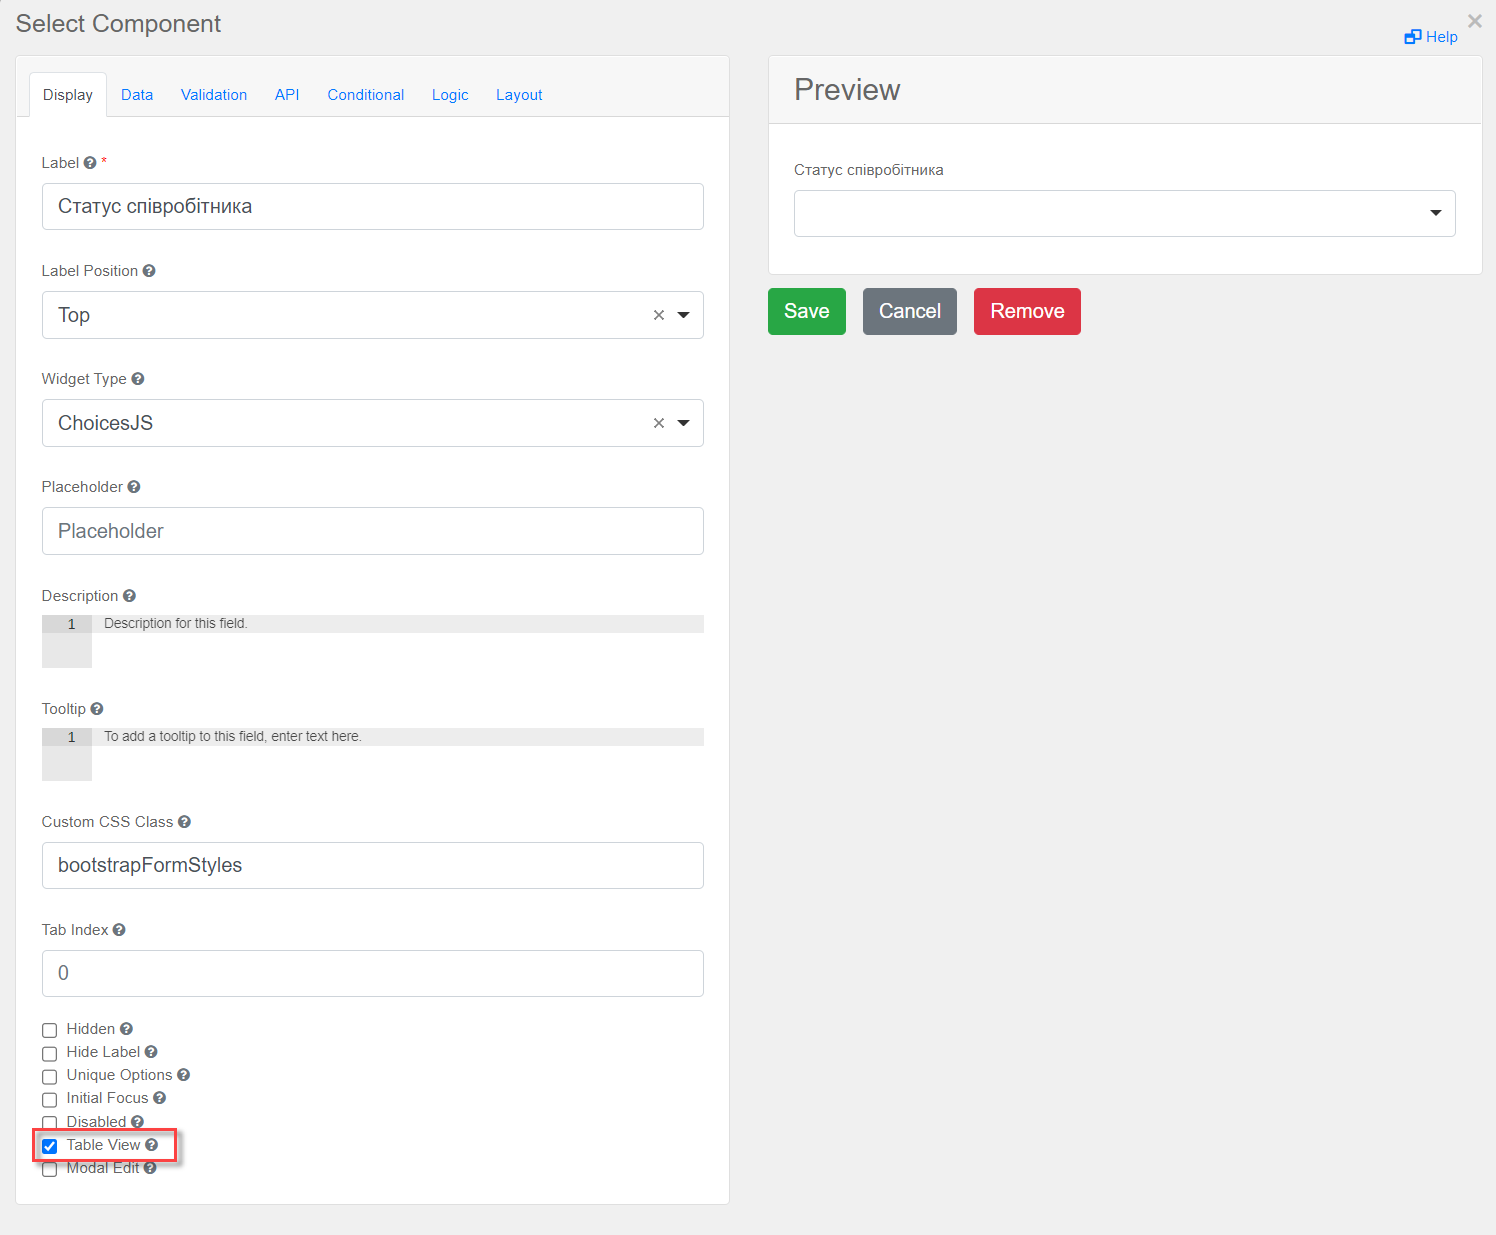 Select Component
×
Help
Display Data Validation API Conditional Logic Layout
Label *
Статус співробітника
Label Position
Top
Widget Type
ChoicesJS
Placeholder
Placeholder
Description
1 Description for this field.
Tooltip
1 To add a tooltip to this field, enter text here.
Custom CSS Class
bootstrapFormStyles
Tab Index
0
Hidden
Hide Label
Unique Options
Initial Focus
Disabled
Table View
Modal Edit
Preview
Статус співробітника
Save Cancel Remove